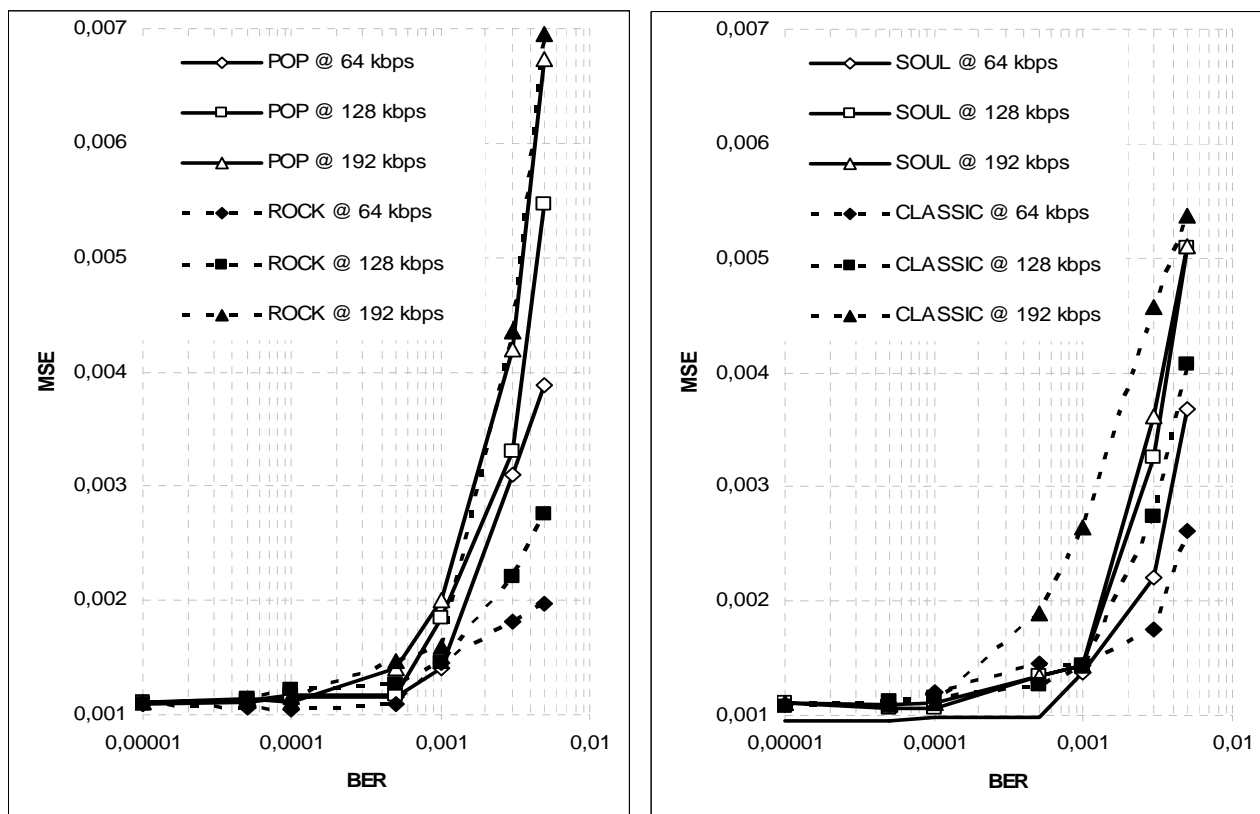 0,007
POP @ 64 kbps
POP @ 128 kbps
0,006
POP @ 192 kbps
ROCK @ 64 kbps
0,005
ROCK @ 128 kbps
ROCK @ 192 kbps
MSE
0,004
0,003
0,002
0,001
0,00001
0,0001
0,001
0,01
BER
0,007
SOUL @ 64 kbps
SOUL @ 128 kbps
0,006
SOUL @ 192 kbps
CLASSIC @ 64 kbps
0,005
CLASSIC @ 128 kbps
CLASSIC @ 192 kbps
MSE
0,004
0,003
0,002
0,001
0,00001
0,0001
0,001
0,01
BER